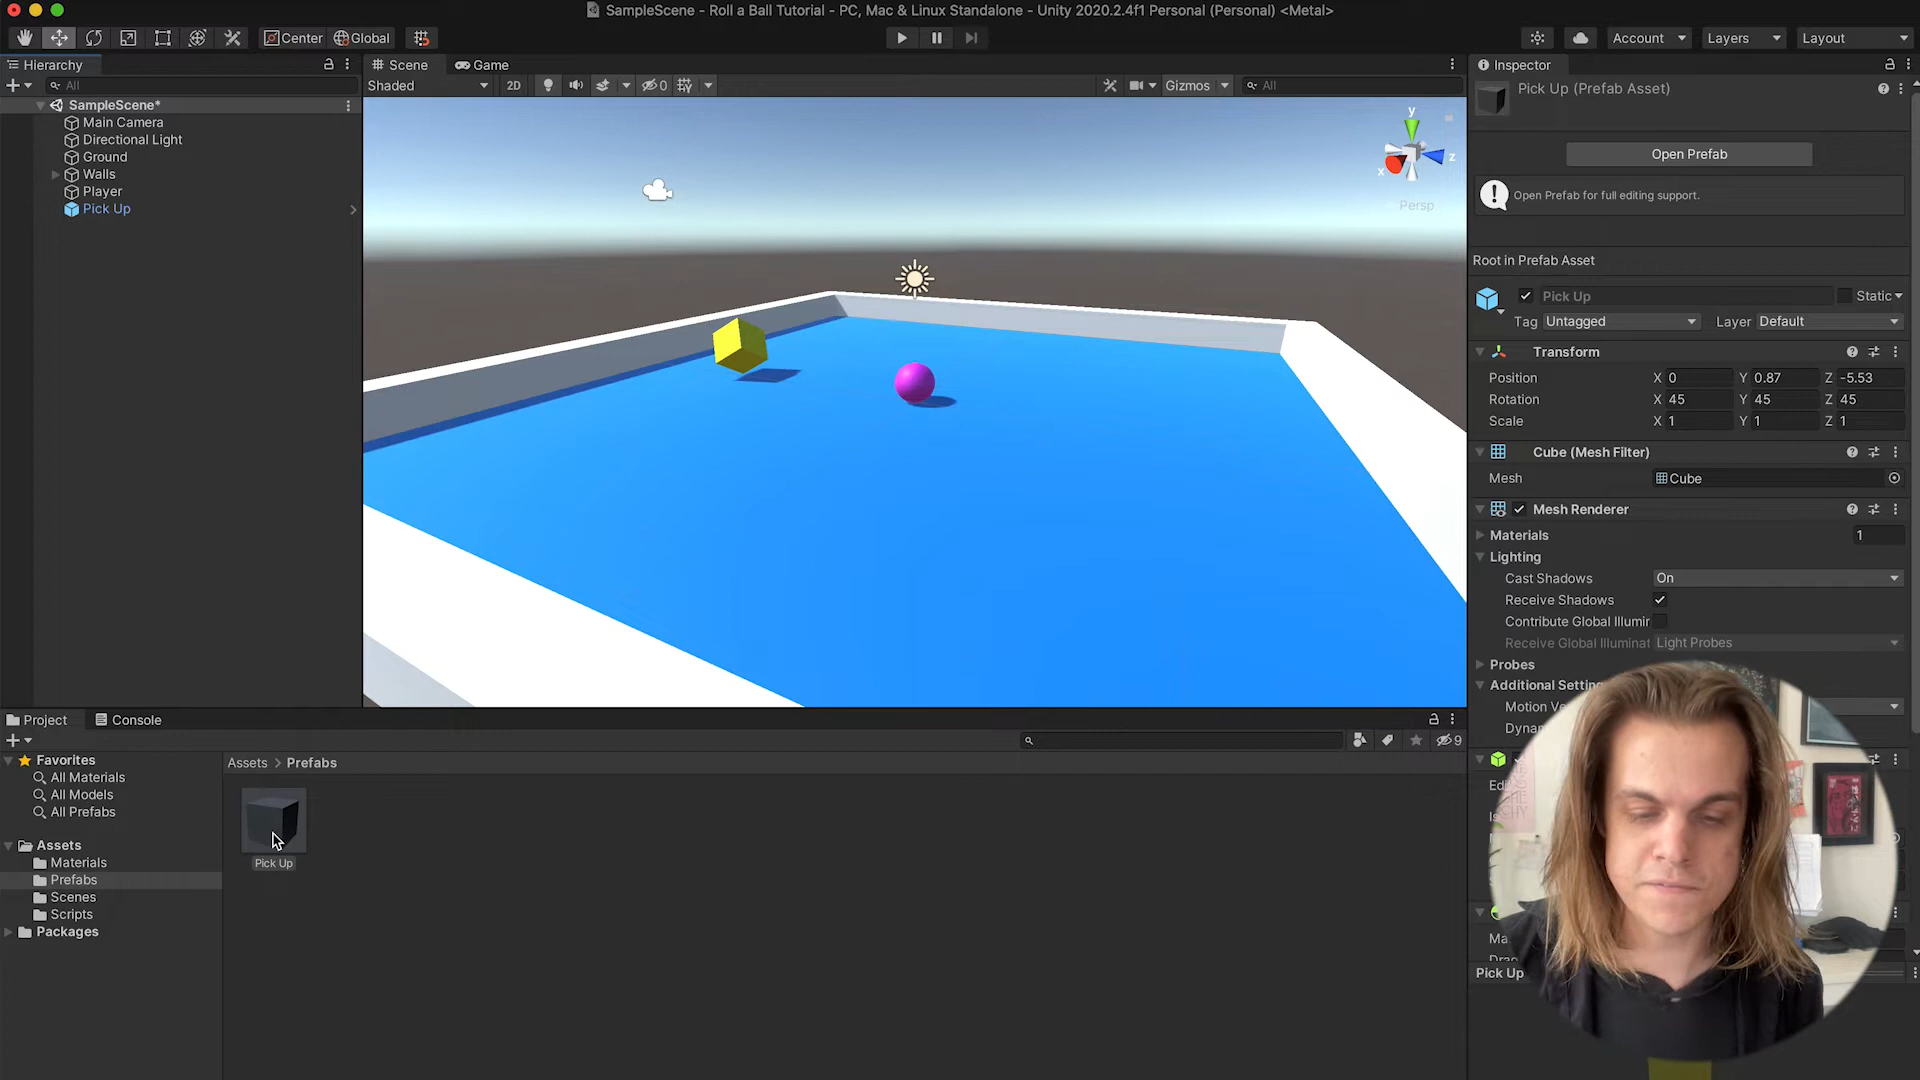 SampleScene - Roll a Ball Tutorial - PC, Mac & Linux Standalone - Unity 2020.2.4f1 Personal (Personal) <Metal>
Center Global
Account Layers Layout
Hierarchy
All
SampleScene*
Main Camera
Directional Light
Ground
Walls
Player
Pick Up
Scene Game
Shaded 2D 0 Gizmos All
y
z
x
Persp
Inspector
Pick Up (Prefab Asset)
Open Prefab
Open Prefab for full editing support.
Root in Prefab Asset
Pick Up Static
Tag Untagged Layer Default
Transform
Position X 0 Y 0.87 Z -5.53
Rotation X 45 Y 45 Z 45
Scale X 1 Y 1 Z 1
Cube (Mesh Filter)
Mesh Cube
Mesh Renderer
Materials 1
Lighting
Cast Shadows On
Receive Shadows
Contribute Global Illumir
Receive Global Illuminat Light Probes
Probes
Additional Setting
Motion Ve
Dynar
Edi
Is
Ma
Drag
Pick Up
Project Console
9
Favorites
All Materials
All Models
All Prefabs
Assets
Materials
Prefabs
Scenes
Scripts
Packages
Assets > Prefabs
Pick Up